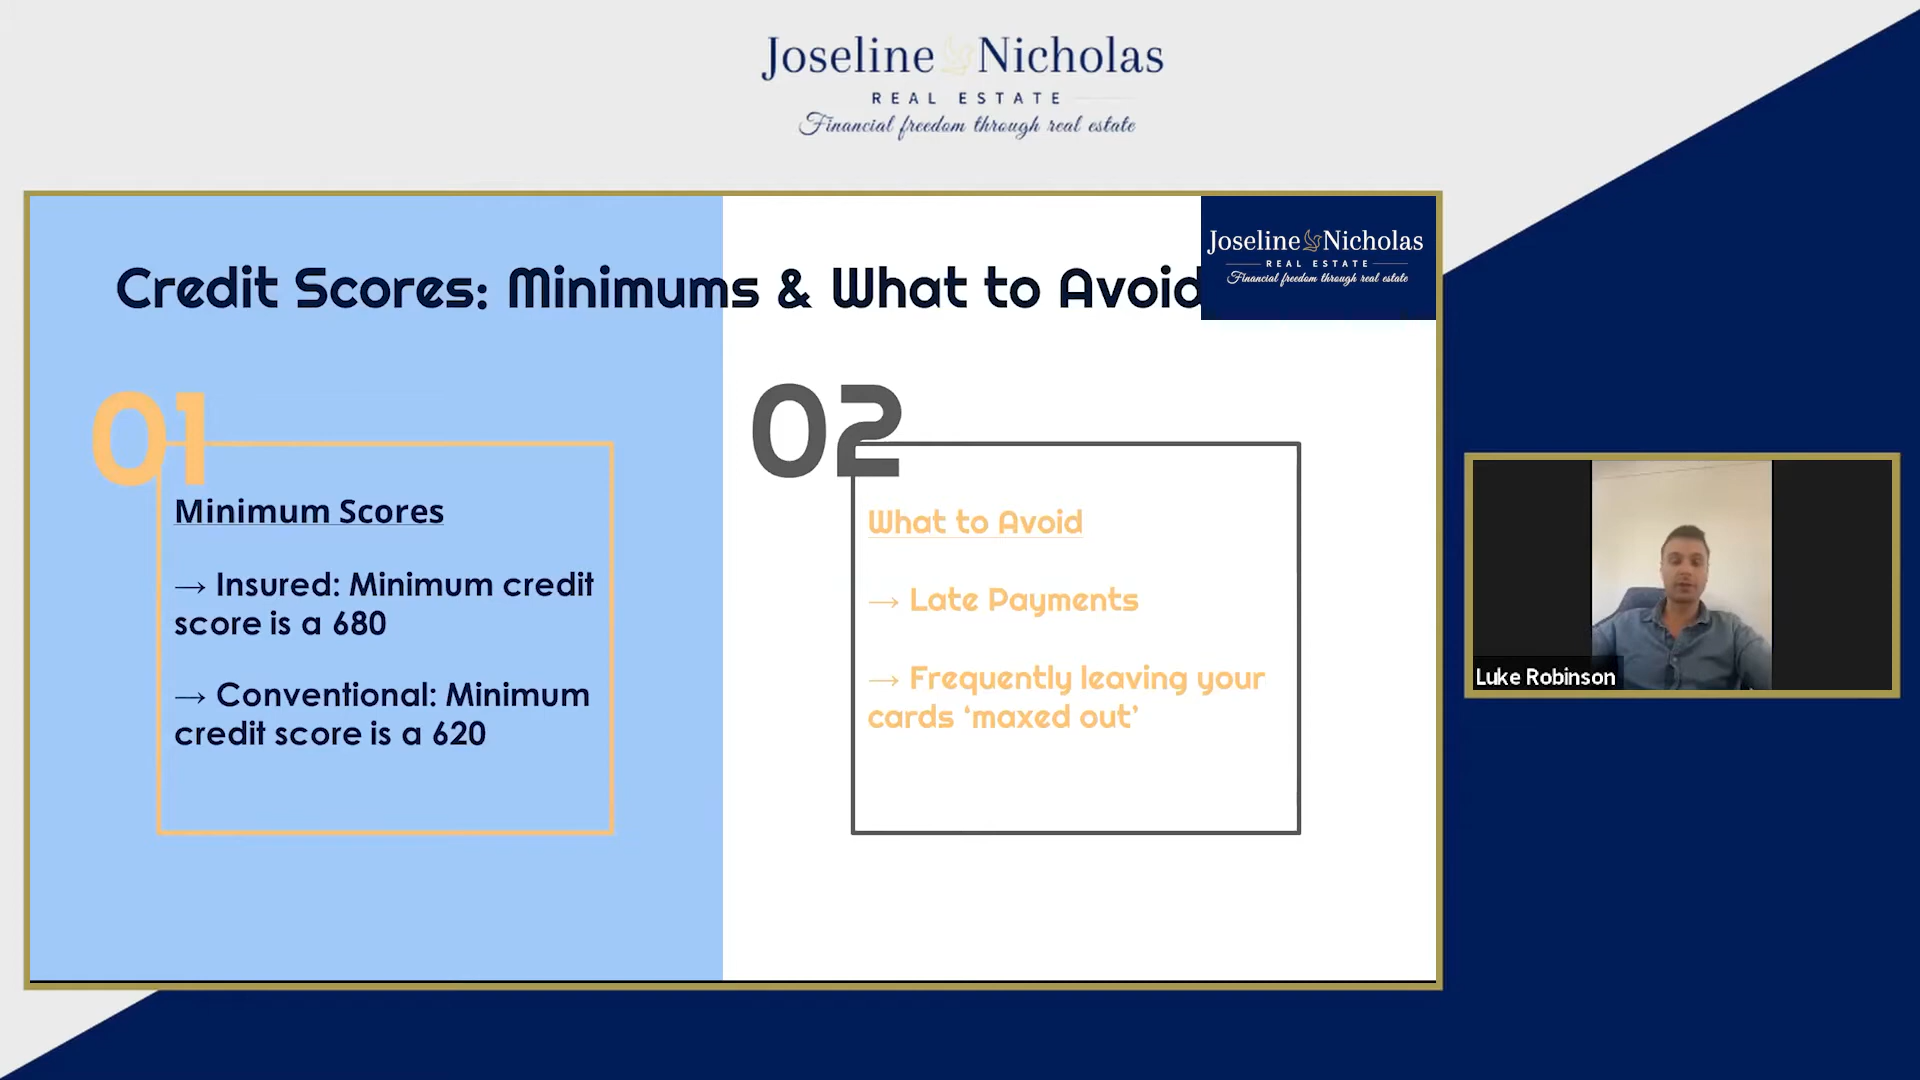 Joseline Nicholas
REAL ESTATE
Financial freedom through real estate
Credit Scores: Minimums & What to Avoid
Joseline Nicholas
REAL ESTATE
Financial freedom through real estate
01
Minimum Scores
→ Insured: Minimum credit
score is a 680
→ Conventional: Minimum
credit score is a 620
02
What to Avoid
→ Late Payments
→ Frequently leaving your
cards ‘maxed out’
Luke Robinson